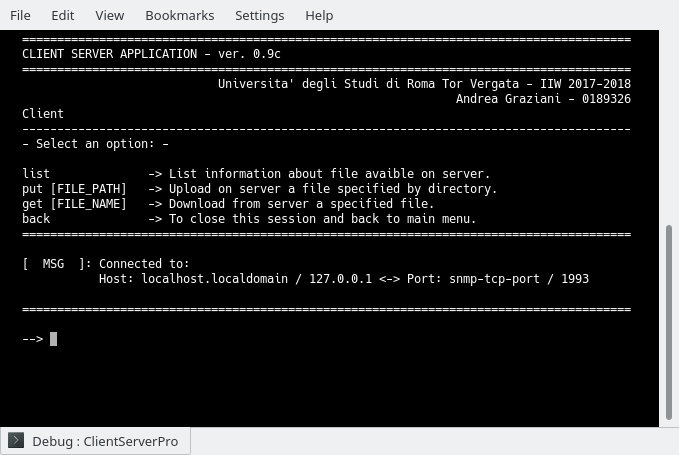 File Edit View Bookmarks Settings Help
=======================================================================================
CLIENT SERVER APPLICATION - ver. 0.9c
=======================================================================================
Universita' degli Studi di Roma Tor Vergata - IIW 2017-2018
Andrea Graziani - 0189326
Client
---------------------------------------------------------------------------------------
- Select an option: -
list -> List information about file avaible on server.
put [FILE_PATH] -> Upload on server a file specified by directory.
get [FILE_NAME] -> Download from server a specified file.
back -> To close this session and back to main menu.
=======================================================================================
[  MSG  ]: Connected to:
Host: localhost.localdomain / 127.0.0.1 <-> Port: snmp-tcp-port / 1993
=======================================================================================
-->
Debug : ClientServerPro